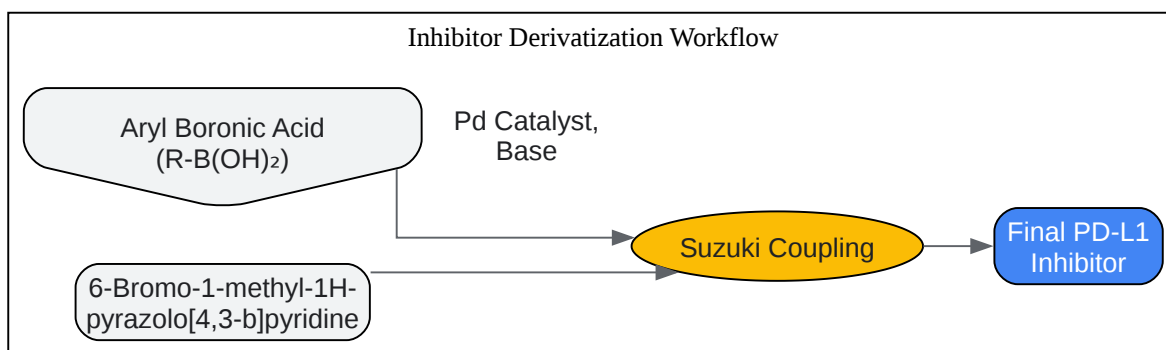 Inhibitor Derivatization Workflow
Aryl Boronic Acid
(R-B(OH)₂)
Pd Catalyst,
Base
6-Bromo-1-methyl-1H-
pyrazolo[4,3-b]pyridine
Suzuki Coupling
Final PD-L1
Inhibitor